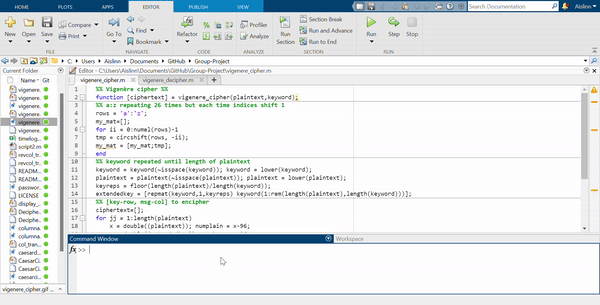 HOME PLOTS APPS EDITOR PUBLISH VIEW
Search Documentation
Aislinn
New Open Save Compare Print Go To Find Bookmark Refactor Profiler Analyze Section Break Run and Advance Run to End Run Step Stop
FILE NAVIGATE CODE ANALYZE SECTION RUN
C: Users Aislinn Documents GitHub Group-Project
Current Folder
Editor - C:\Users\Aislinn\Documents\GitHub\Group-Project\vigenere_cipher.m
Name Git
vigenere_cipher.m vigenere_decipher.m
vigenere...
vigenere...
vigenere...
vigenere...
vigenere...
timelog...
script2.m
revcol_tr...
revcol_tr...
README...
README...
passwor...
LICENSE
display_...
Deciphe...
Deciphe...
columna...
columna...
col_tran...
caesard...
caesarci...
CaesarCi...
caesarci...
vigenere_cipher.gif ...
1 %% Vigenère cipher %%
2 function [ciphertext] = vigenere_cipher(plaintext,keyword);
3 %% a:z repeating 26 times but each time indices shift 1
4 rows = 'a':'z';
5 my_mat=[];
6 for ii = 0:numel(rows)-1
7 tmp = circshift(rows, -ii);
8 my_mat = [my_mat;tmp];
9 end
10 %% keyword repeated until length of plaintext
11 keyword = keyword(~isspace(keyword)); keyword = lower(keyword);
12 plaintext = plaintext(~isspace(plaintext)); plaintext = lower(plaintext);
13 keyreps = floor(length(plaintext)/length(keyword));
14 extendedkey = [repmat(keyword,1,keyreps) keyword(1:rem(length(plaintext),length(keyword)))];
15 %% [key-row, msg-col] to encipher
16 ciphertext=[];
17 for jj = 1:length(plaintext)
18 x = double((plaintext)); numplain = x-96;
Command Window
Workspace
fx >>